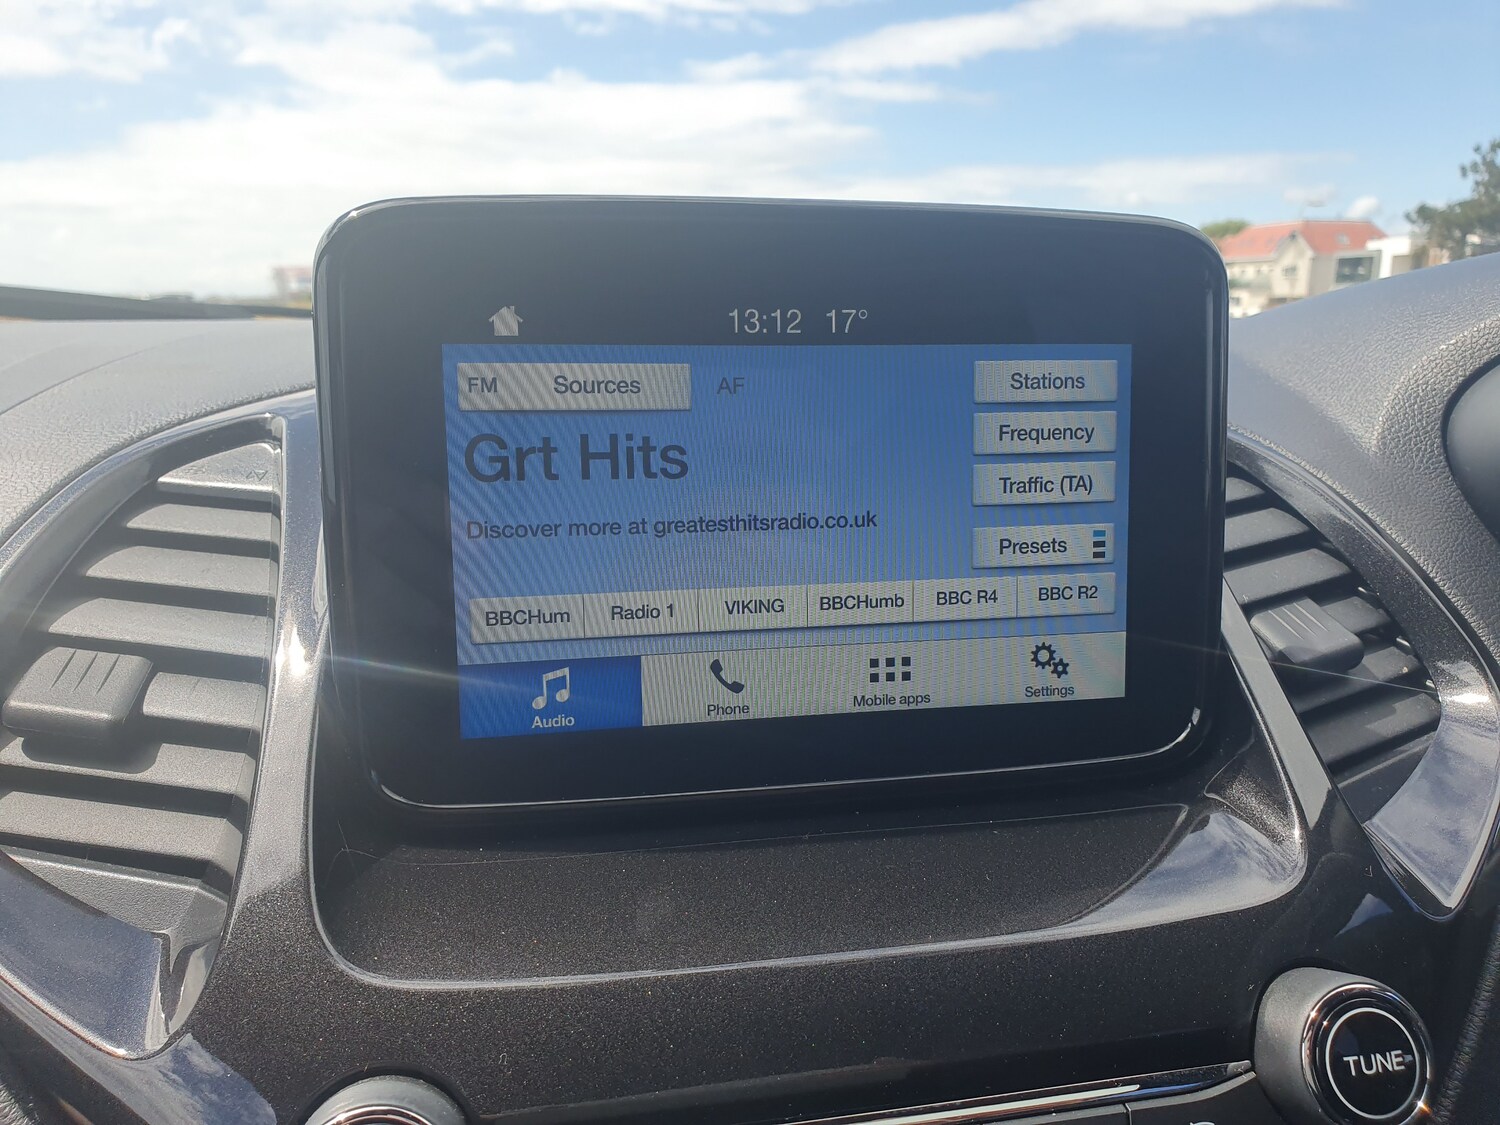 13:12 17°
FM Sources AF
Stations
Grt Hits
Frequency
Traffic (TA)
Discover more at greatesthitsradio.co.uk
Presets
BBCHum Radio 1 VIKING BBCHumb BBC R4 BBC R2
Audio Phone Mobile apps Settings
TUNE